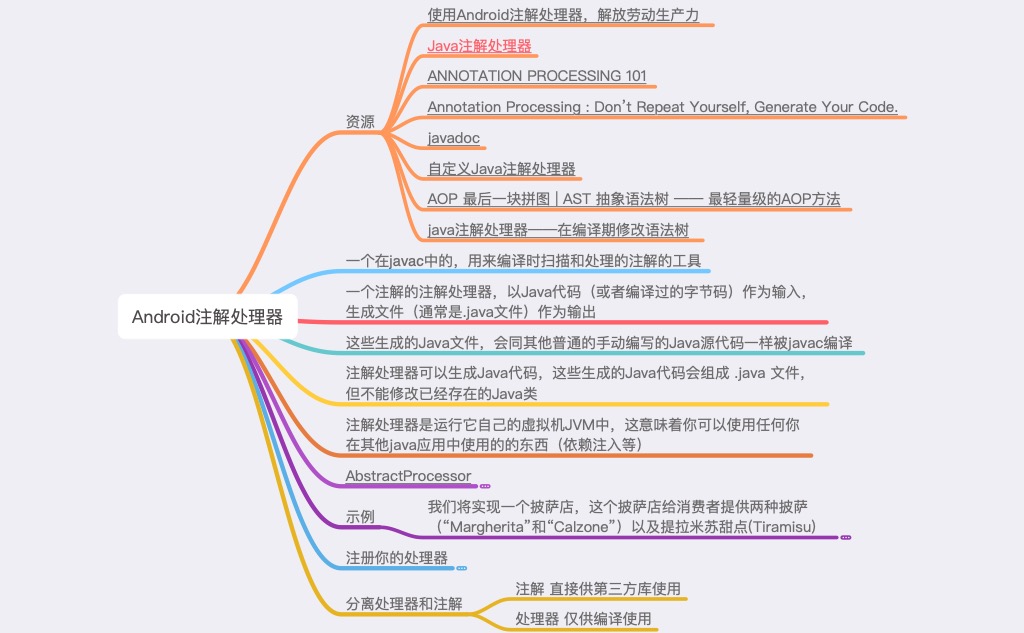 使用Android注解处理器，解放劳动生产力
Java注解处理器
ANNOTATION PROCESSING 101
Annotation Processing : Don’t Repeat Yourself, Generate Your Code.
资源
javadoc
自定义Java注解处理器
AOP 最后一块拼图 | AST 抽象语法树 —— 最轻量级的AOP方法
java注解处理器——在编译期修改语法树
一个在javac中的，用来编译时扫描和处理的注解的工具
一个注解的注解处理器，以Java代码（或者编译过的字节码）作为输入，
生成文件（通常是.java文件）作为输出
Android注解处理器
这些生成的Java文件，会同其他普通的手动编写的Java源代码一样被javac编译
注解处理器可以生成Java代码，这些生成的Java代码会组成 .java 文件，
但不能修改已经存在的Java类
注解处理器是运行它自己的虚拟机JVM中，这意味着你可以使用任何你
在其他java应用中使用的的东西（依赖注入等）
AbstractProcessor
示例
我们将实现一个披萨店，这个披萨店给消费者提供两种披萨
（“Margherita”和“Calzone”）以及提拉米苏甜点(Tiramisu)
注册你的处理器
分离处理器和注解
注解 直接供第三方库使用
处理器 仅供编译使用